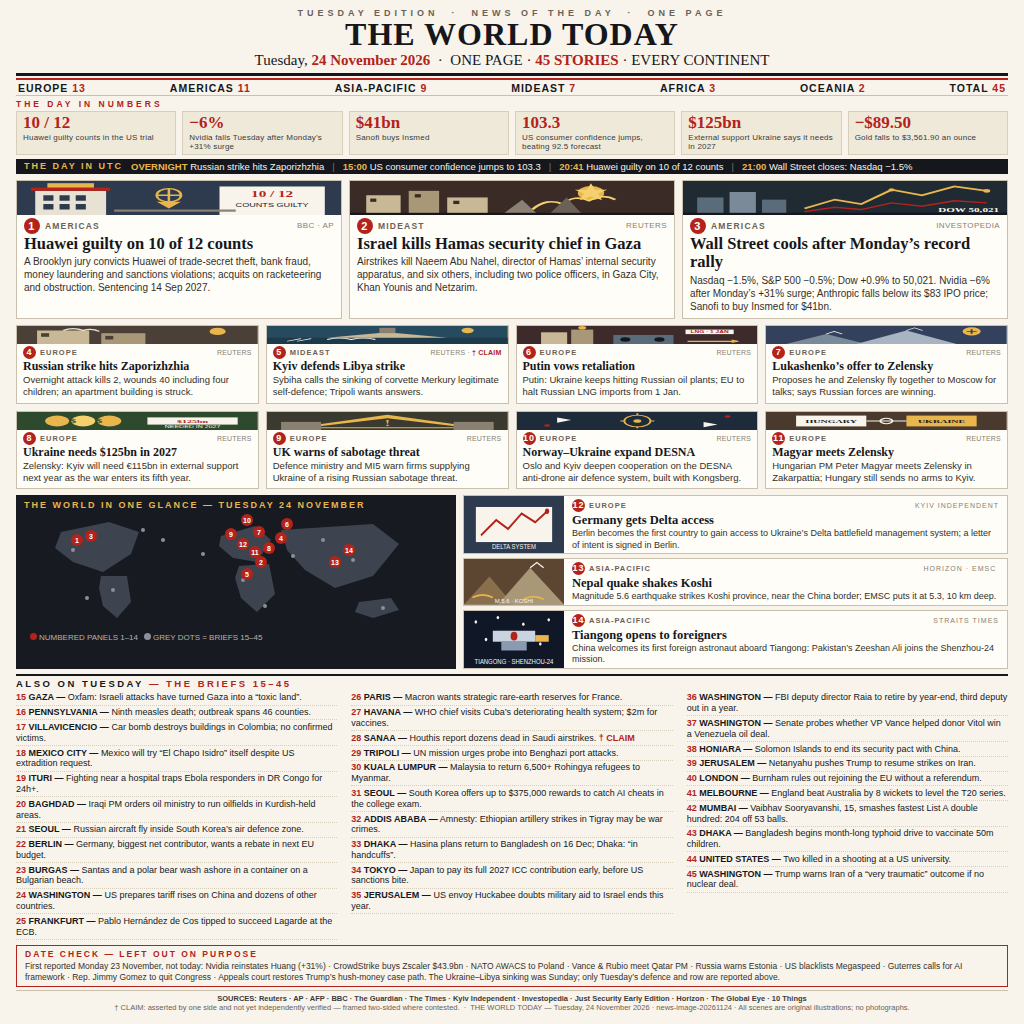 TUESDAY EDITION · NEWS OF THE DAY · ONE PAGE
THE WORLD TODAY
Tuesday, 24 November 2026 · ONE PAGE · 45 STORIES · EVERY CONTINENT
EUROPE 13 AMERICAS 11 ASIA-PACIFIC 9 MIDEAST 7 AFRICA 3 OCEANIA 2 TOTAL 45
THE DAY IN NUMBERS
10 / 12
Huawei guilty counts in the US trial
−6%
Nvidia falls Tuesday after Monday's
+31% surge
$41bn
Sanofi buys Insmed
103.3
US consumer confidence jumps,
beating 92.5 forecast
$125bn
External support Ukraine says it needs
in 2027
−$89.50
Gold falls to $3,561.90 an ounce
THE DAY IN UTC OVERNIGHT Russian strike hits Zaporizhzhia | 15:00 US consumer confidence jumps to 103.3 | 20:41 Huawei guilty on 10 of 12 counts | 21:00 Wall Street closes: Nasdaq −1.5%
10 / 12
COUNTS GUILTY
1 AMERICAS BBC · AP
Huawei guilty on 10 of 12 counts
A Brooklyn jury convicts Huawei of trade-secret theft, bank fraud,
money laundering and sanctions violations; acquits on racketeering
and obstruction. Sentencing 14 Sep 2027.
2 MIDEAST REUTERS
Israel kills Hamas security chief in Gaza
Airstrikes kill Naeem Abu Nahel, director of Hamas' internal security
apparatus, and six others, including two police officers, in Gaza City,
Khan Younis and Netzarim.
DOW 50,021
3 AMERICAS INVESTOPEDIA
Wall Street cools after Monday's record
rally
Nasdaq −1.5%, S&P 500 −0.5%; Dow +0.9% to 50,021. Nvidia −6%
after Monday's +31% surge; Anthropic falls below its $83 IPO price;
Sanofi to buy Insmed for $41bn.
4 EUROPE REUTERS
Russian strike hits Zaporizhzhia
Overnight attack kills 2, wounds 40 including four
children; an apartment building is struck.
5 MIDEAST REUTERS · † CLAIM
Kyiv defends Libya strike
Sybiha calls the sinking of corvette Merkury legitimate
self-defence; Tripoli wants answers.
LNG · 1 JAN
6 EUROPE REUTERS
Putin vows retaliation
Putin: Ukraine keeps hitting Russian oil plants; EU to
halt Russian LNG imports from 1 Jan.
7 EUROPE REUTERS
Lukashenko's offer to Zelensky
Proposes he and Zelensky fly together to Moscow for
talks; says Russian forces are winning.
$125bn
NEEDED IN 2027
8 EUROPE REUTERS
Ukraine needs $125bn in 2027
Zelensky: Kyiv will need €115bn in external support
next year as the war enters its fifth year.
!
9 EUROPE REUTERS
UK warns of sabotage threat
Defence ministry and MI5 warn firms supplying
Ukraine of a rising Russian sabotage threat.
10 EUROPE REUTERS
Norway–Ukraine expand DESNA
Oslo and Kyiv deepen cooperation on the DESNA
anti-drone air defence system, built with Kongsberg.
HUNGARY UKRAINE
11 EUROPE REUTERS
Magyar meets Zelensky
Hungarian PM Peter Magyar meets Zelensky in
Zakarpattia; Hungary still sends no arms to Kyiv.
THE WORLD IN ONE GLANCE — TUESDAY 24 NOVEMBER
10
6
9
7
1
3
4
12
8
11
14
2
13
5
NUMBERED PANELS 1–14 GREY DOTS = BRIEFS 15–45
DELTA SYSTEM
12 EUROPE KYIV INDEPENDENT
Germany gets Delta access
Berlin becomes the first country to gain access to Ukraine's Delta battlefield management system; a letter
of intent is signed in Berlin.
M 5.6 · KOSHI
13 ASIA-PACIFIC HORIZON · EMSC
Nepal quake shakes Koshi
Magnitude 5.6 earthquake strikes Koshi province, near the China border; EMSC puts it at 5.3, 10 km deep.
TIANGONG · SHENZHOU-24
14 ASIA-PACIFIC STRAITS TIMES
Tiangong opens to foreigners
China welcomes its first foreign astronaut aboard Tiangong: Pakistan's Zeeshan Ali joins the Shenzhou-24
mission.
ALSO ON TUESDAY — THE BRIEFS 15–45
15 GAZA — Oxfam: Israeli attacks have turned Gaza into a “toxic land”.
16 PENNSYLVANIA — Ninth measles death; outbreak spans 46 counties.
17 VILLAVICENCIO — Car bomb destroys buildings in Colombia; no confirmed
victims.
18 MEXICO CITY — Mexico will try “El Chapo Isidro” itself despite US
extradition request.
19 ITURI — Fighting near a hospital traps Ebola responders in DR Congo for
24h+.
20 BAGHDAD — Iraqi PM orders oil ministry to run oilfields in Kurdish-held
areas.
21 SEOUL — Russian aircraft fly inside South Korea's air defence zone.
22 BERLIN — Germany, biggest net contributor, wants a rebate in next EU
budget.
23 BURGAS — Santas and a polar bear wash ashore in a container on a
Bulgarian beach.
24 WASHINGTON — US prepares tariff rises on China and dozens of other
countries.
25 FRANKFURT — Pablo Hernández de Cos tipped to succeed Lagarde at the
ECB.
26 PARIS — Macron wants strategic rare-earth reserves for France.
27 HAVANA — WHO chief visits Cuba's deteriorating health system; $2m for
vaccines.
28 SANAA — Houthis report dozens dead in Saudi airstrikes. † CLAIM
29 TRIPOLI — UN mission urges probe into Benghazi port attacks.
30 KUALA LUMPUR — Malaysia to return 6,500+ Rohingya refugees to
Myanmar.
31 SEOUL — South Korea offers up to $375,000 rewards to catch AI cheats in
the college exam.
32 ADDIS ABABA — Amnesty: Ethiopian artillery strikes in Tigray may be war
crimes.
33 DHAKA — Hasina plans return to Bangladesh on 16 Dec; Dhaka: “in
handcuffs”.
34 TOKYO — Japan to pay its full 2027 ICC contribution early, before US
sanctions bite.
35 JERUSALEM — US envoy Huckabee doubts military aid to Israel ends this
year.
36 WASHINGTON — FBI deputy director Raia to retire by year-end, third deputy
out in a year.
37 WASHINGTON — Senate probes whether VP Vance helped donor Vitol win
a Venezuela oil deal.
38 HONIARA — Solomon Islands to end its security pact with China.
39 JERUSALEM — Netanyahu pushes Trump to resume strikes on Iran.
40 LONDON — Burnham rules out rejoining the EU without a referendum.
41 MELBOURNE — England beat Australia by 8 wickets to level the T20 series.
42 MUMBAI — Vaibhav Sooryavanshi, 15, smashes fastest List A double
hundred: 204 off 53 balls.
43 DHAKA — Bangladesh begins month-long typhoid drive to vaccinate 50m
children.
44 UNITED STATES — Two killed in a shooting at a US university.
45 WASHINGTON — Trump warns Iran of a “very traumatic” outcome if no
nuclear deal.
DATE CHECK — LEFT OUT ON PURPOSE
First reported Monday 23 November, not today: Nvidia reinstates Huang (+31%) · CrowdStrike buys Zscaler $43.9bn · NATO AWACS to Poland · Vance & Rubio meet Qatar PM · Russia warns Estonia · US blacklists Megaspeed · Guterres calls for AI
framework · Rep. Jimmy Gomez to quit Congress · Appeals court restores Trump's hush-money case path. The Ukraine–Libya sinking was Sunday; only Tuesday's defence and row are reported above.
SOURCES: Reuters · AP · AFP · BBC · The Guardian · The Times · Kyiv Independent · Investopedia · Just Security Early Edition · Horizon · The Global Eye · 10 Things
† CLAIM: asserted by one side and not yet independently verified — framed two-sided where contested. · THE WORLD TODAY — Tuesday, 24 November 2026 · news-image-20261124 · All scenes are original illustrations; no photographs.